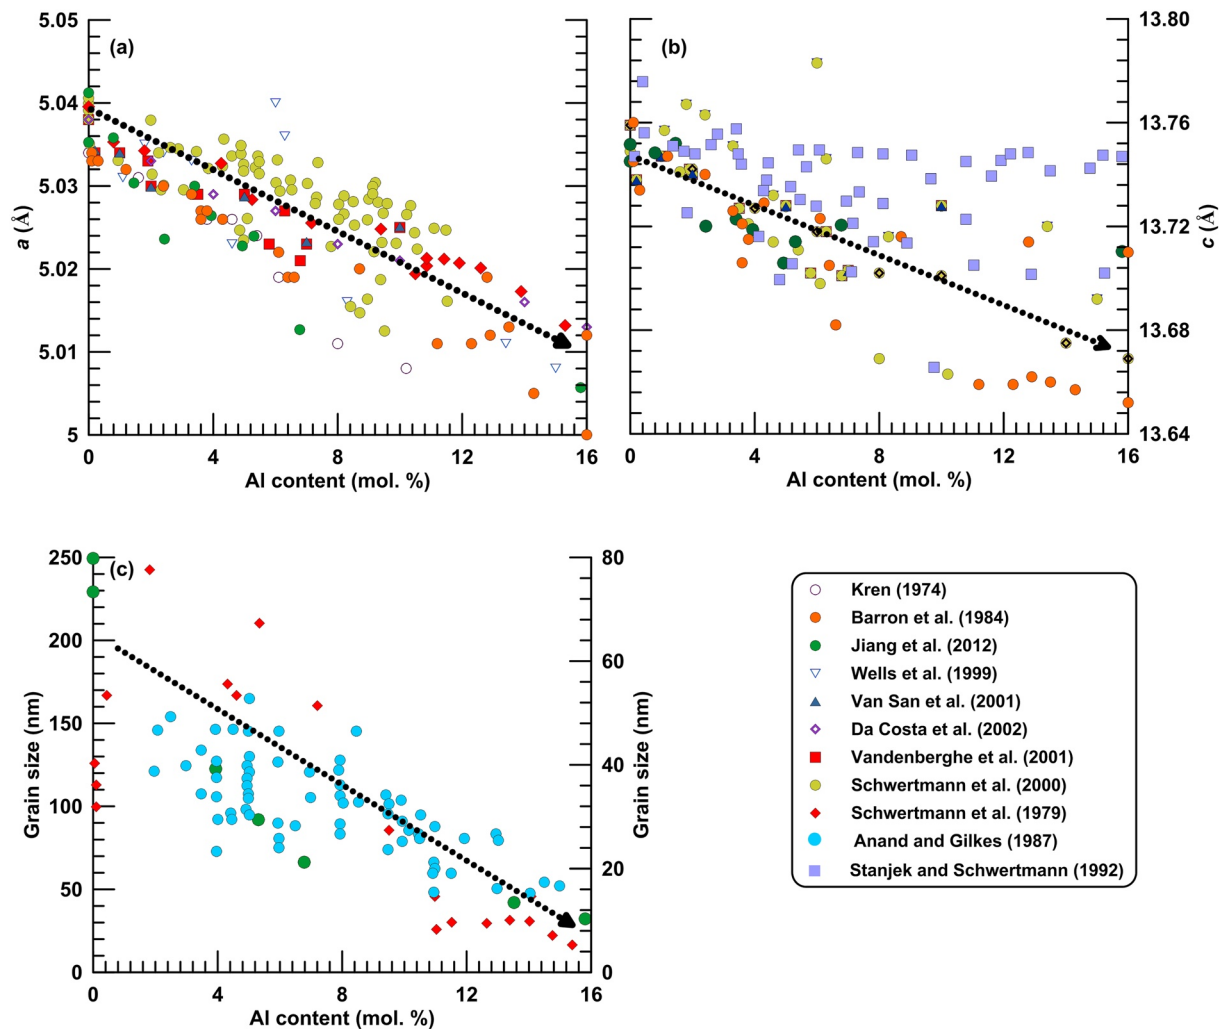 5.05
(a)
5.04
5.03
5.02
5.01
5
a (Å)
0
4
8
12
16
Al content (mol. %)
13.80
(b)
13.76
13.72
13.68
13.64
c (Å)
0
4
8
12
16
Al content (mol. %)
250
(c)
200
150
100
50
0
Grain size (nm)
80
60
40
20
0
Grain size (nm)
0
4
8
12
16
Al content (mol. %)
Kren (1974)
Barron et al. (1984)
Jiang et al. (2012)
Wells et al. (1999)
Van San et al. (2001)
Da Costa et al. (2002)
Vandenberghe et al. (2001)
Schwertmann et al. (2000)
Schwertmann et al. (1979)
Anand and Gilkes (1987)
Stanjek and Schwertmann (1992)